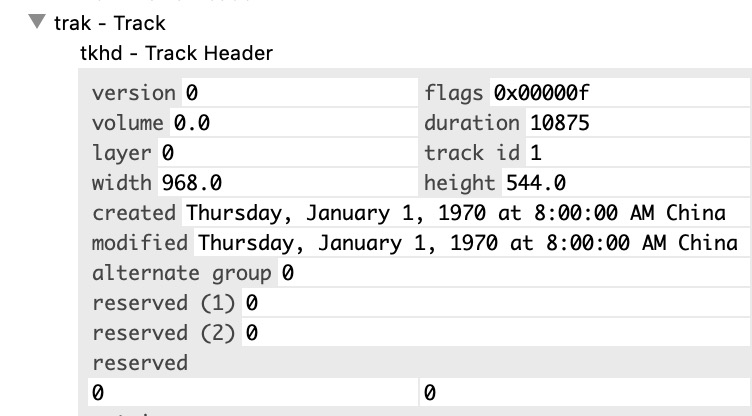 trak - Track
tkhd - Track Header
version 0 flags 0x00000f
volume 0.0 duration 10875
layer 0 track id 1
width 968.0 height 544.0
created Thursday, January 1, 1970 at 8:00:00 AM China
modified Thursday, January 1, 1970 at 8:00:00 AM China
alternate group 0
reserved (1) 0
reserved (2) 0
reserved
0 0